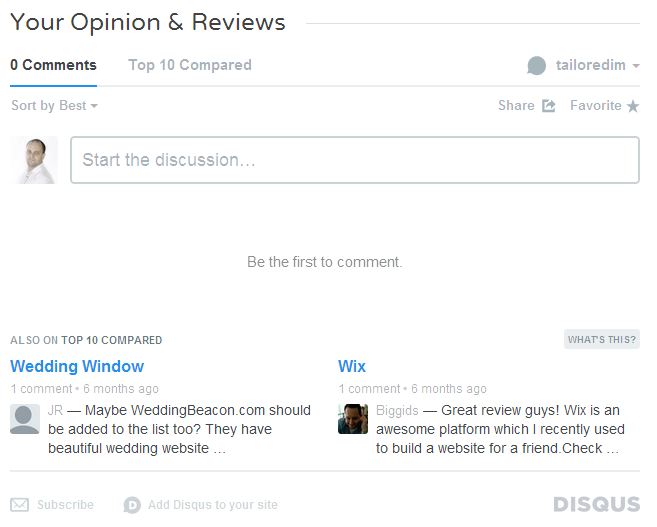 Your Opinion & Reviews
0 Comments Top 10 Compared tailoredim
Sort by Best Share Favorite
Start the discussion…
Be the first to comment.
ALSO ON TOP 10 COMPARED WHAT'S THIS?
Wedding Window
1 comment • 6 months ago
JR — Maybe WeddingBeacon.com should
be added to the list too? They have
beautiful wedding website …
Wix
1 comment • 6 months ago
Biggids — Great review guys! Wix is an
awesome platform which I recently used
to build a website for a friend.Check …
Subscribe D Add Disqus to your site DISQUS